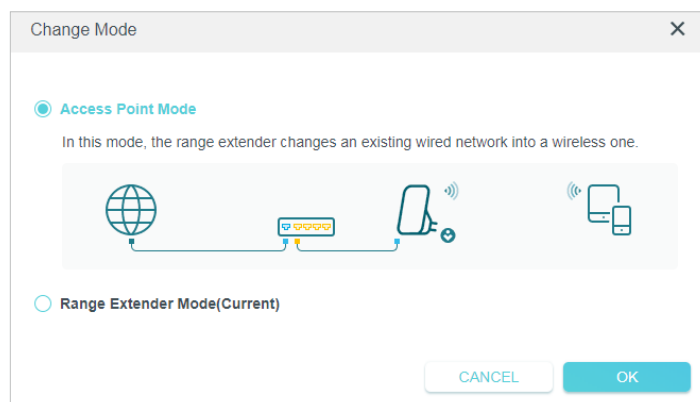 Change Mode
Access Point Mode
In this mode, the range extender changes an existing wired network into a wireless one.
Range Extender Mode(Current)
CANCEL
OK